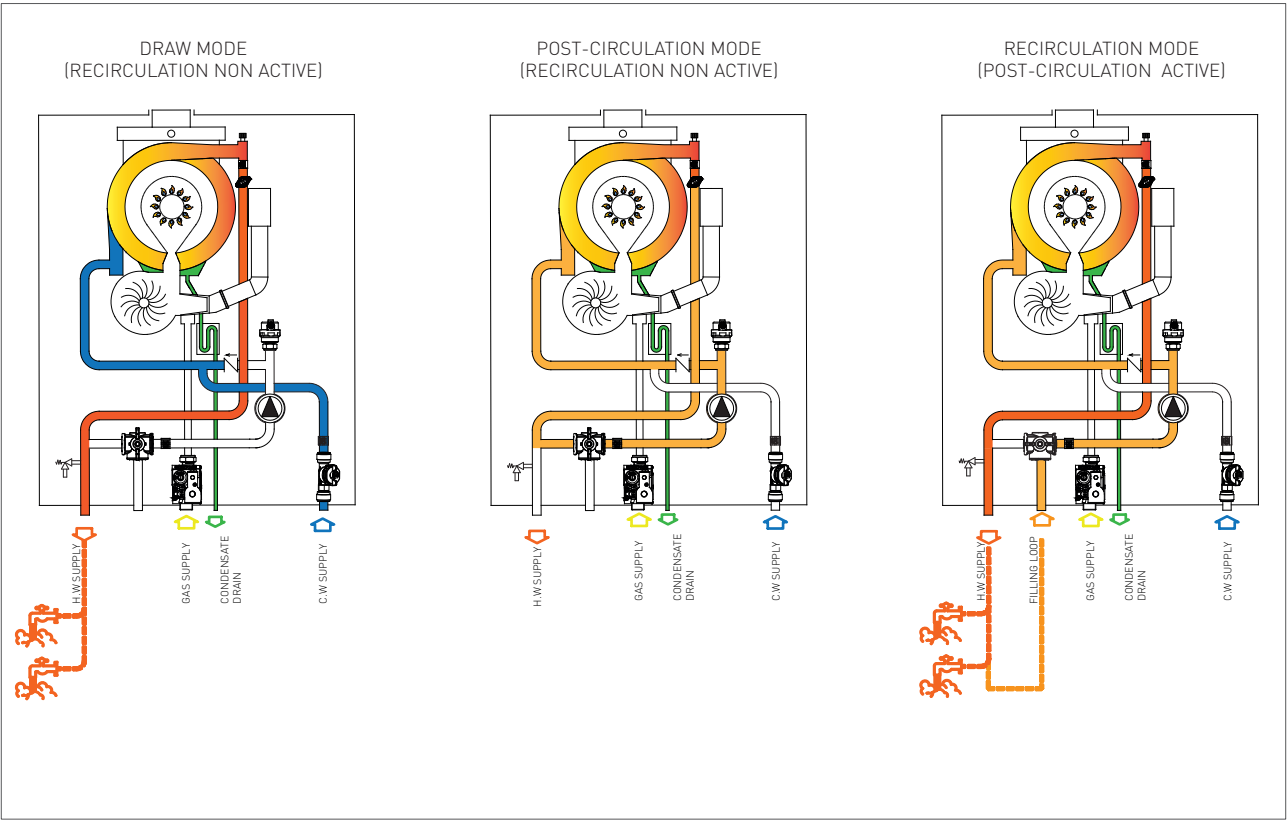 DRAW MODE
(RECIRCULATION NON ACTIVE)
H.W SUPPLY
GAS SUPPLY
CONDENSATE
DRAIN
C.W SUPPLY
POST-CIRCULATION MODE
(RECIRCULATION NON ACTIVE)
H.W SUPPLY
GAS SUPPLY
CONDENSATE
DRAIN
C.W SUPPLY
RECIRCULATION MODE
(POST-CIRCULATION ACTIVE)
H.W SUPPLY
FILLING LOOP
GAS SUPPLY
CONDENSATE
DRAIN
C.W SUPPLY